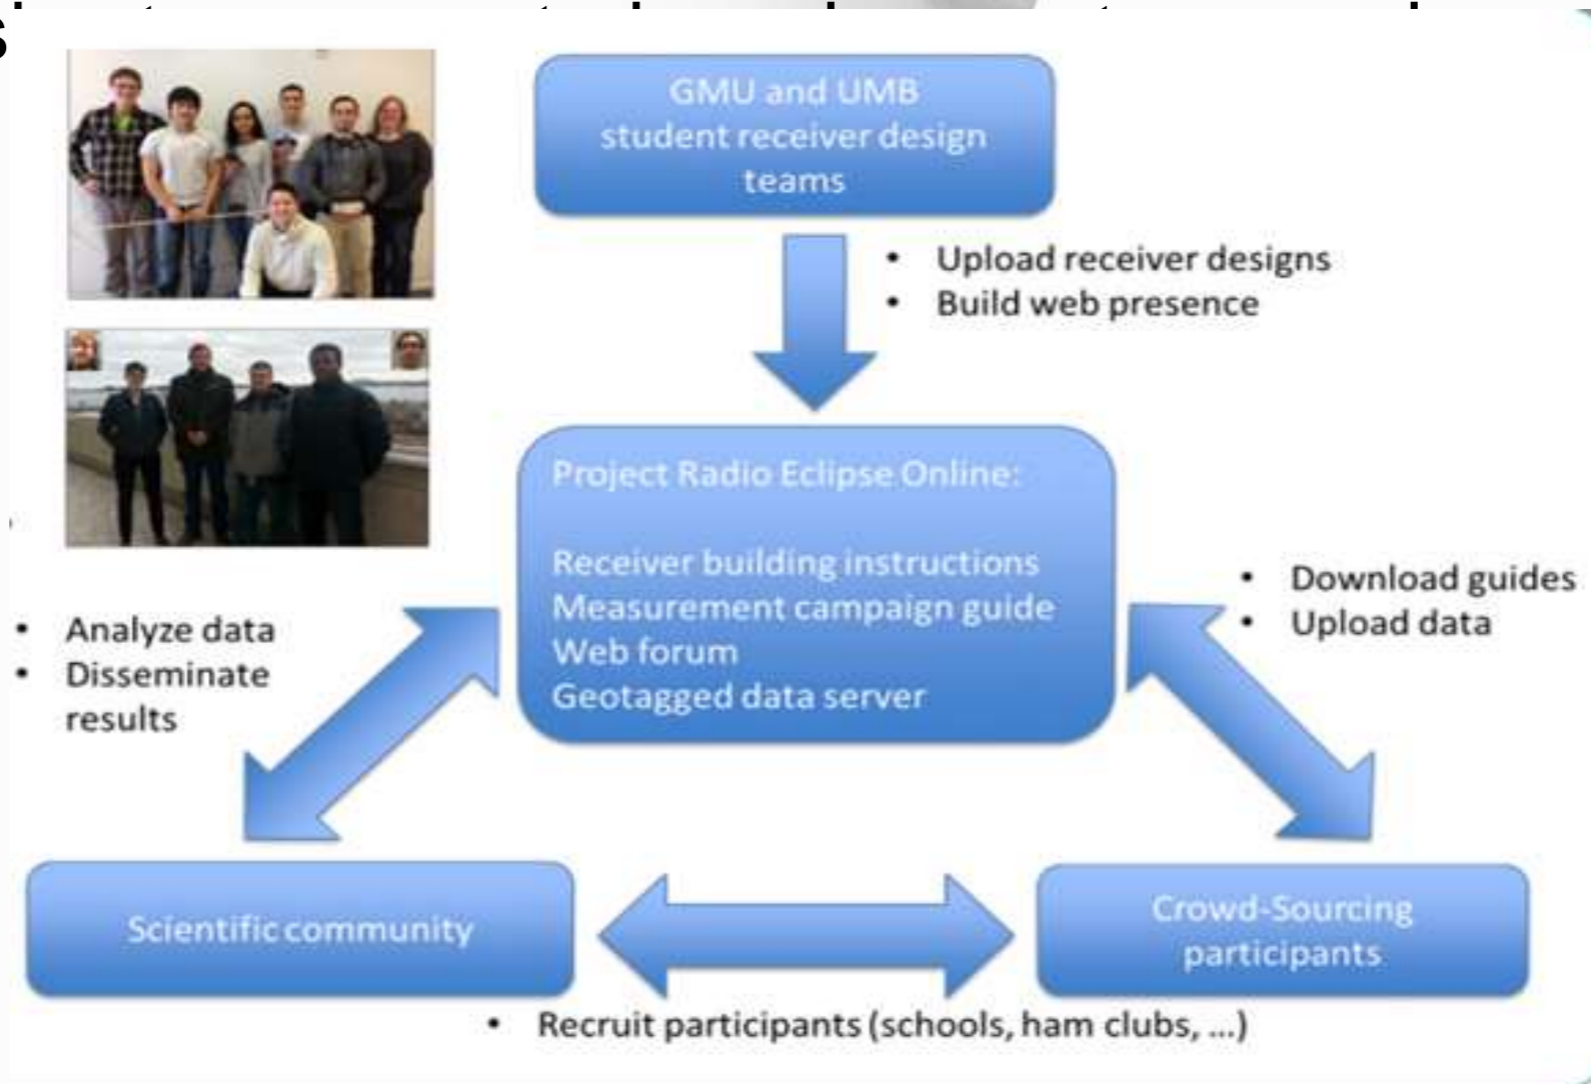 s
GMU and UMB
student receiver design
teams
• Upload receiver designs
• Build web presence
Project Radio Eclipse Online:
Receiver building instructions
Measurement campaign guide
Web forum
Geotagged data server
• Download guides
• Upload data
• Analyze data
• Disseminate
results
Scientific community
Crowd-Sourcing
participants
• Recruit participants (schools, ham clubs, ...)